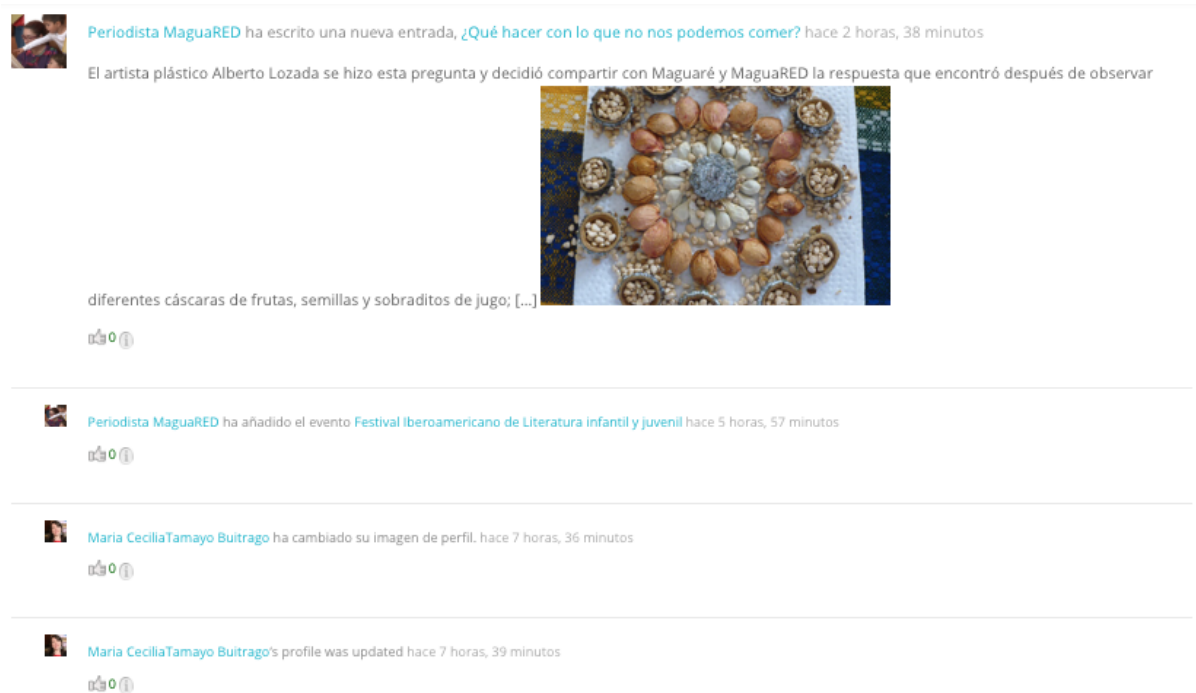 Periodista MaguaRED ha escrito una nueva entrada, ¿Qué hacer con lo que no nos podemos comer? hace 2 horas, 38 minutos
El artista plástico Alberto Lozada se hizo esta pregunta y decidió compartir con Maguaré y MaguaRED la respuesta que encontró después de observar
diferentes cáscaras de frutas, semillas y sobraditos de jugo; [...]
0
Periodista MaguaRED ha añadido el evento Festival Iberoamericano de Literatura infantil y juvenil hace 5 horas, 57 minutos
0
Maria CeciliaTamayo Buitrago ha cambiado su imagen de perfil. hace 7 horas, 36 minutos
0
Maria CeciliaTamayo Buitrago's profile was updated hace 7 horas, 39 minutos
0